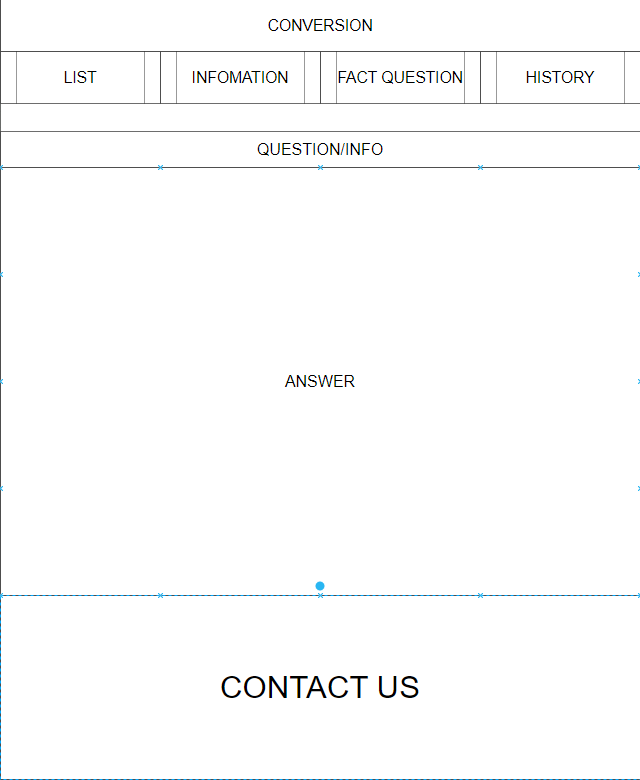 CONVERSION
LIST
INFOMATION
FACT QUESTION
HISTORY
QUESTION/INFO
ANSWER
CONTACT US